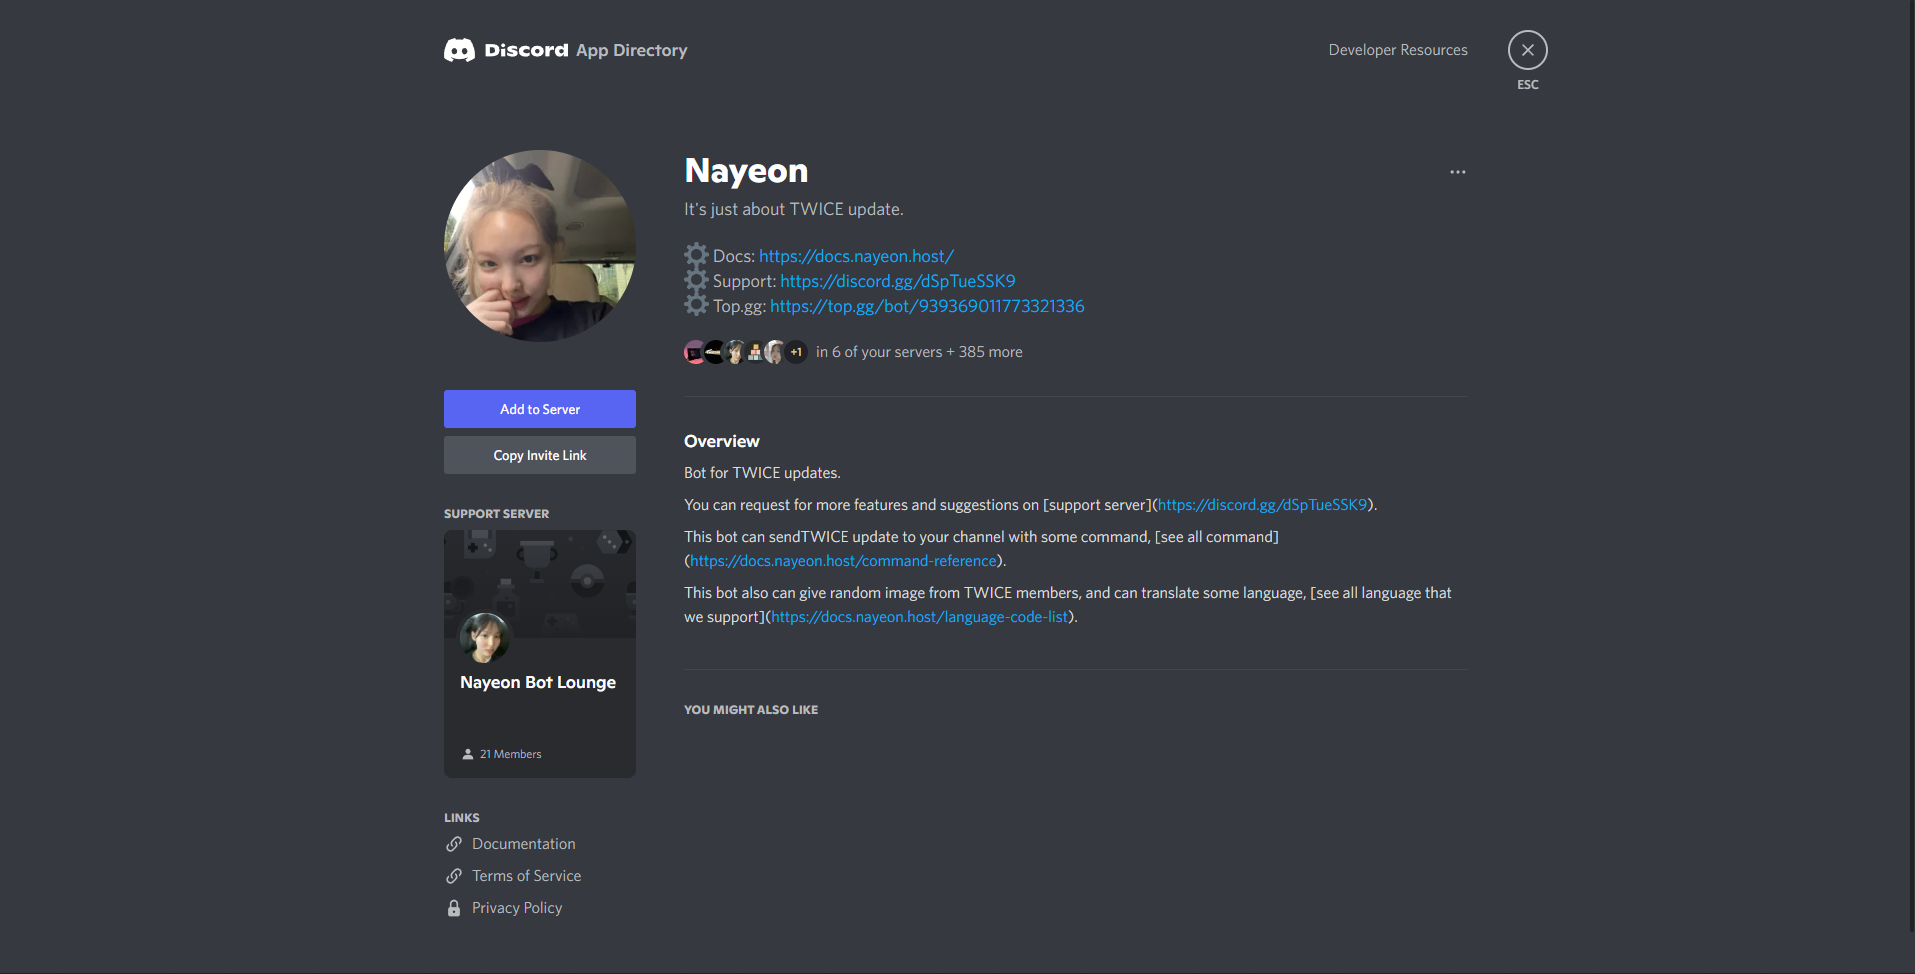 Discord App Directory
Developer Resources
ESC
Nayeon
It's just about TWICE update.
Docs: https://docs.nayeon.host/
Support: https://discord.gg/dSpTueSSK9
Top.gg: https://top.gg/bot/939369011773321336
+1 in 6 of your servers + 385 more
Add to Server
Copy Invite Link
SUPPORT SERVER
Nayeon Bot Lounge
21 Members
LINKS
Documentation
Terms of Service
Privacy Policy
Overview
Bot for TWICE updates.
You can request for more features and suggestions on [support server](https://discord.gg/dSpTueSSK9).
This bot can sendTWICE update to your channel with some command, [see all command]
(https://docs.nayeon.host/command-reference).
This bot also can give random image from TWICE members, and can translate some language, [see all language that
we support](https://docs.nayeon.host/language-code-list).
YOU MIGHT ALSO LIKE